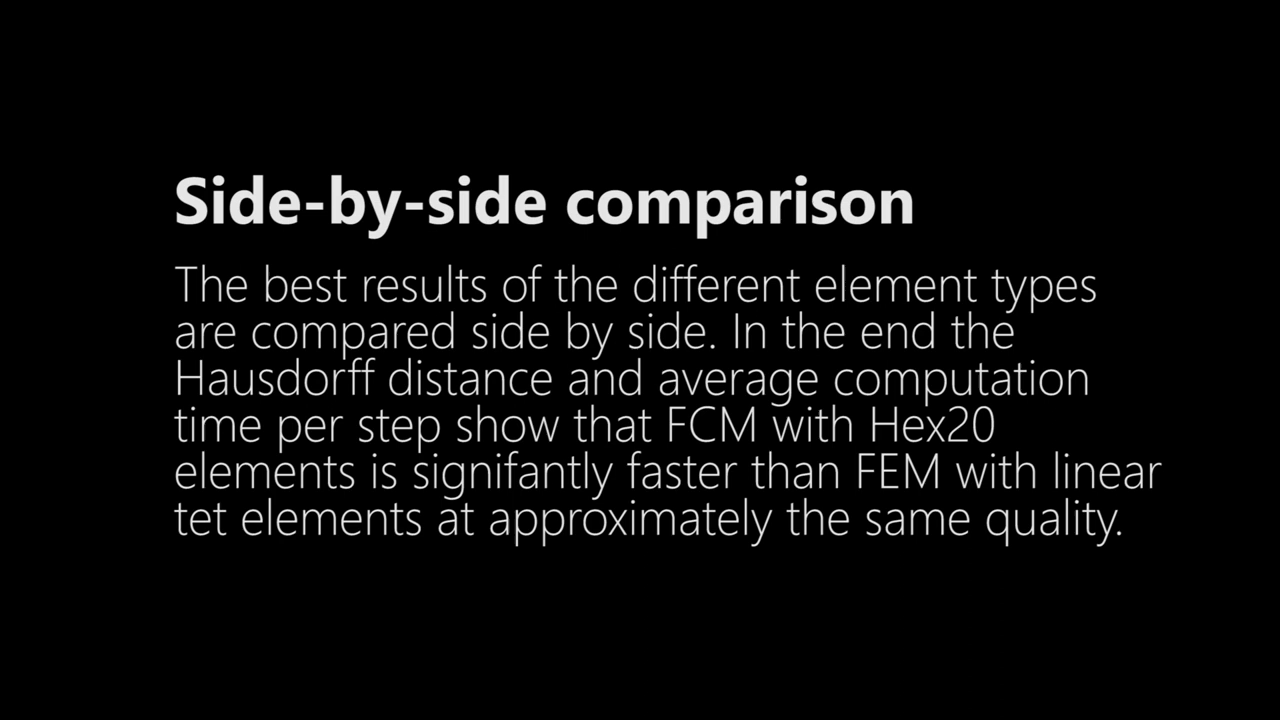 Side-by-side comparison
The best results of the different element types
are compared side by side. In the end the
Hausdorff distance and average computation
time per step show that FCM with Hex20
elements is signifantly faster than FEM with linear
tet elements at approximately the same quality.